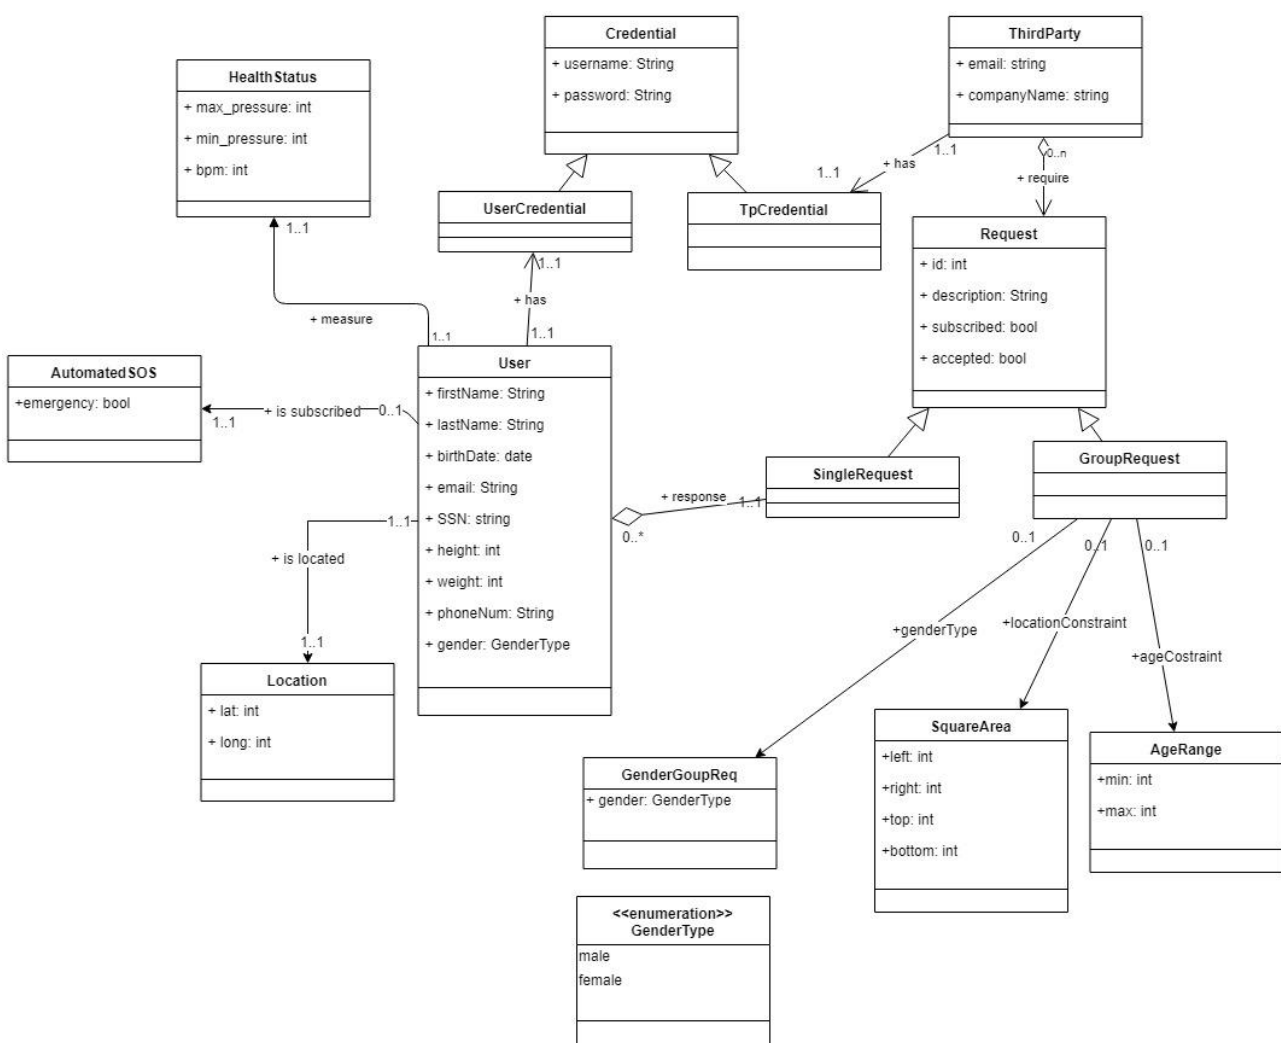 Credential
+ username: String
+ password: String
ThirdParty
+ email: string
+ companyName: string
HealthStatus
+ max_pressure: int
+ min_pressure: int
+ bpm: int
1..1
+ has
1..1
0..n
+ require
1..1
UserCredential
TpCredential
1..1
+ has
1..1
Request
+ id: int
+ description: String
+ subscribed: bool
+ accepted: bool
+ measure
1..1
User
+ firstName: String
+ lastName: String
+ birthDate: date
+ email: String
+ SSN: string
+ height: int
+ weight: int
+ phoneNum: String
+ gender: GenderType
AutomatedSOS
+emergency: bool
+ is subscribed
0..1
1..1
SingleRequest
GroupRequest
+ response
1..1
0..*
1..1
+ is located
1..1
Location
+ lat: int
+ long: int
0..1
0..1
0..1
+genderType
+locationConstraint
+ageCostraint
GenderGoupReq
+ gender: GenderType
SquareArea
+left: int
+right: int
+top: int
+bottom: int
AgeRange
+min: int
+max: int
<<enumeration>>
GenderType
male
female